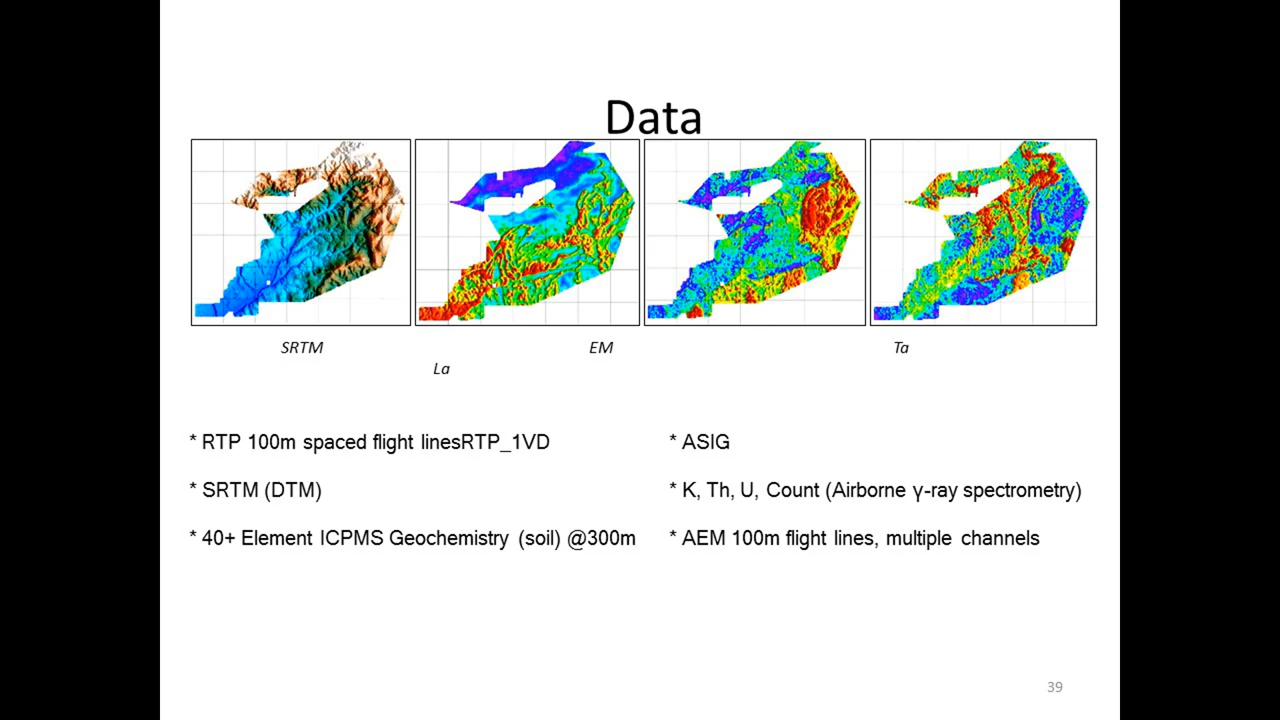 Data
SRTM EM Ta
La
* RTP 100m spaced flight linesRTP_1VD
* SRTM (DTM)
* 40+ Element ICPMS Geochemistry (soil) @300m
* ASIG
* K, Th, U, Count (Airborne γ-ray spectrometry)
* AEM 100m flight lines, multiple channels
39